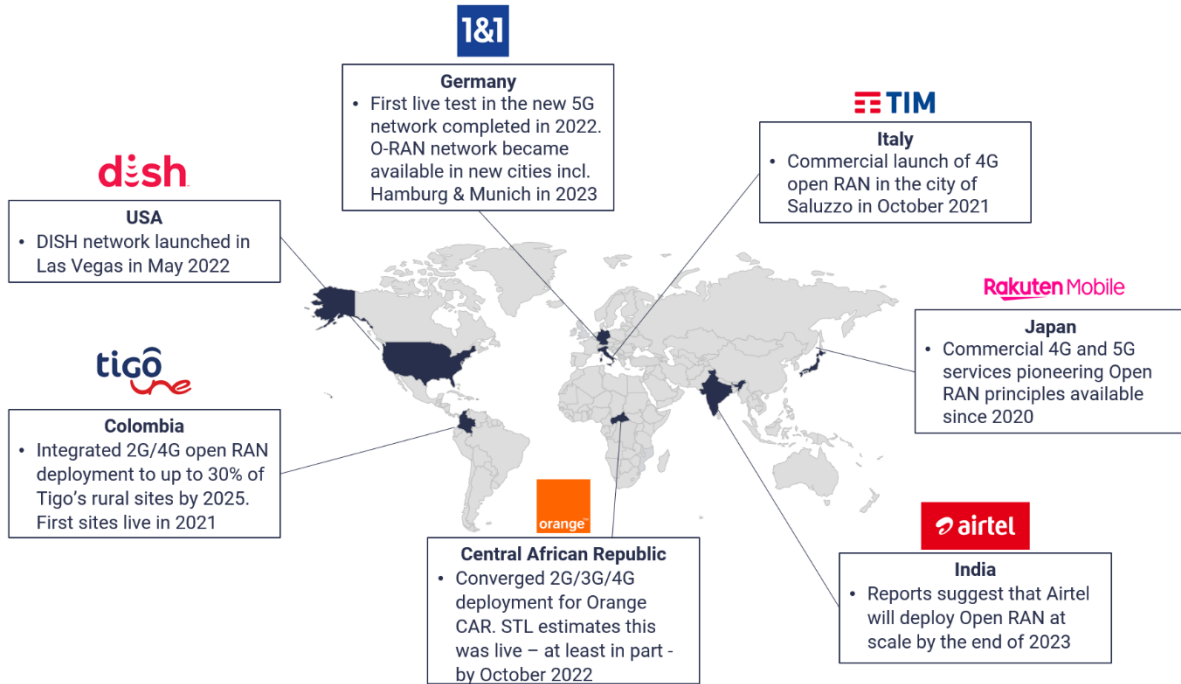 1&1
Germany
• First live test in the new 5G
network completed in 2022.
O-RAN network became
available in new cities incl.
Hamburg & Munich in 2023
TIM
Italy
• Commercial launch of 4G
open RAN in the city of
Saluzzo in October 2021
dish
USA
• DISH network launched in
Las Vegas in May 2022
Rakuten Mobile
Japan
• Commercial 4G and 5G
services pioneering Open
RAN principles available
since 2020
tigô
une
Colombia
• Integrated 2G/4G open RAN
deployment to up to 30% of
Tigo’s rural sites by 2025.
First sites live in 2021
orange™
Central African Republic
• Converged 2G/3G/4G
deployment for Orange
CAR. STL estimates this
was live – at least in part -
by October 2022
airtel
India
• Reports suggest that Airtel
will deploy Open RAN at
scale by the end of 2023